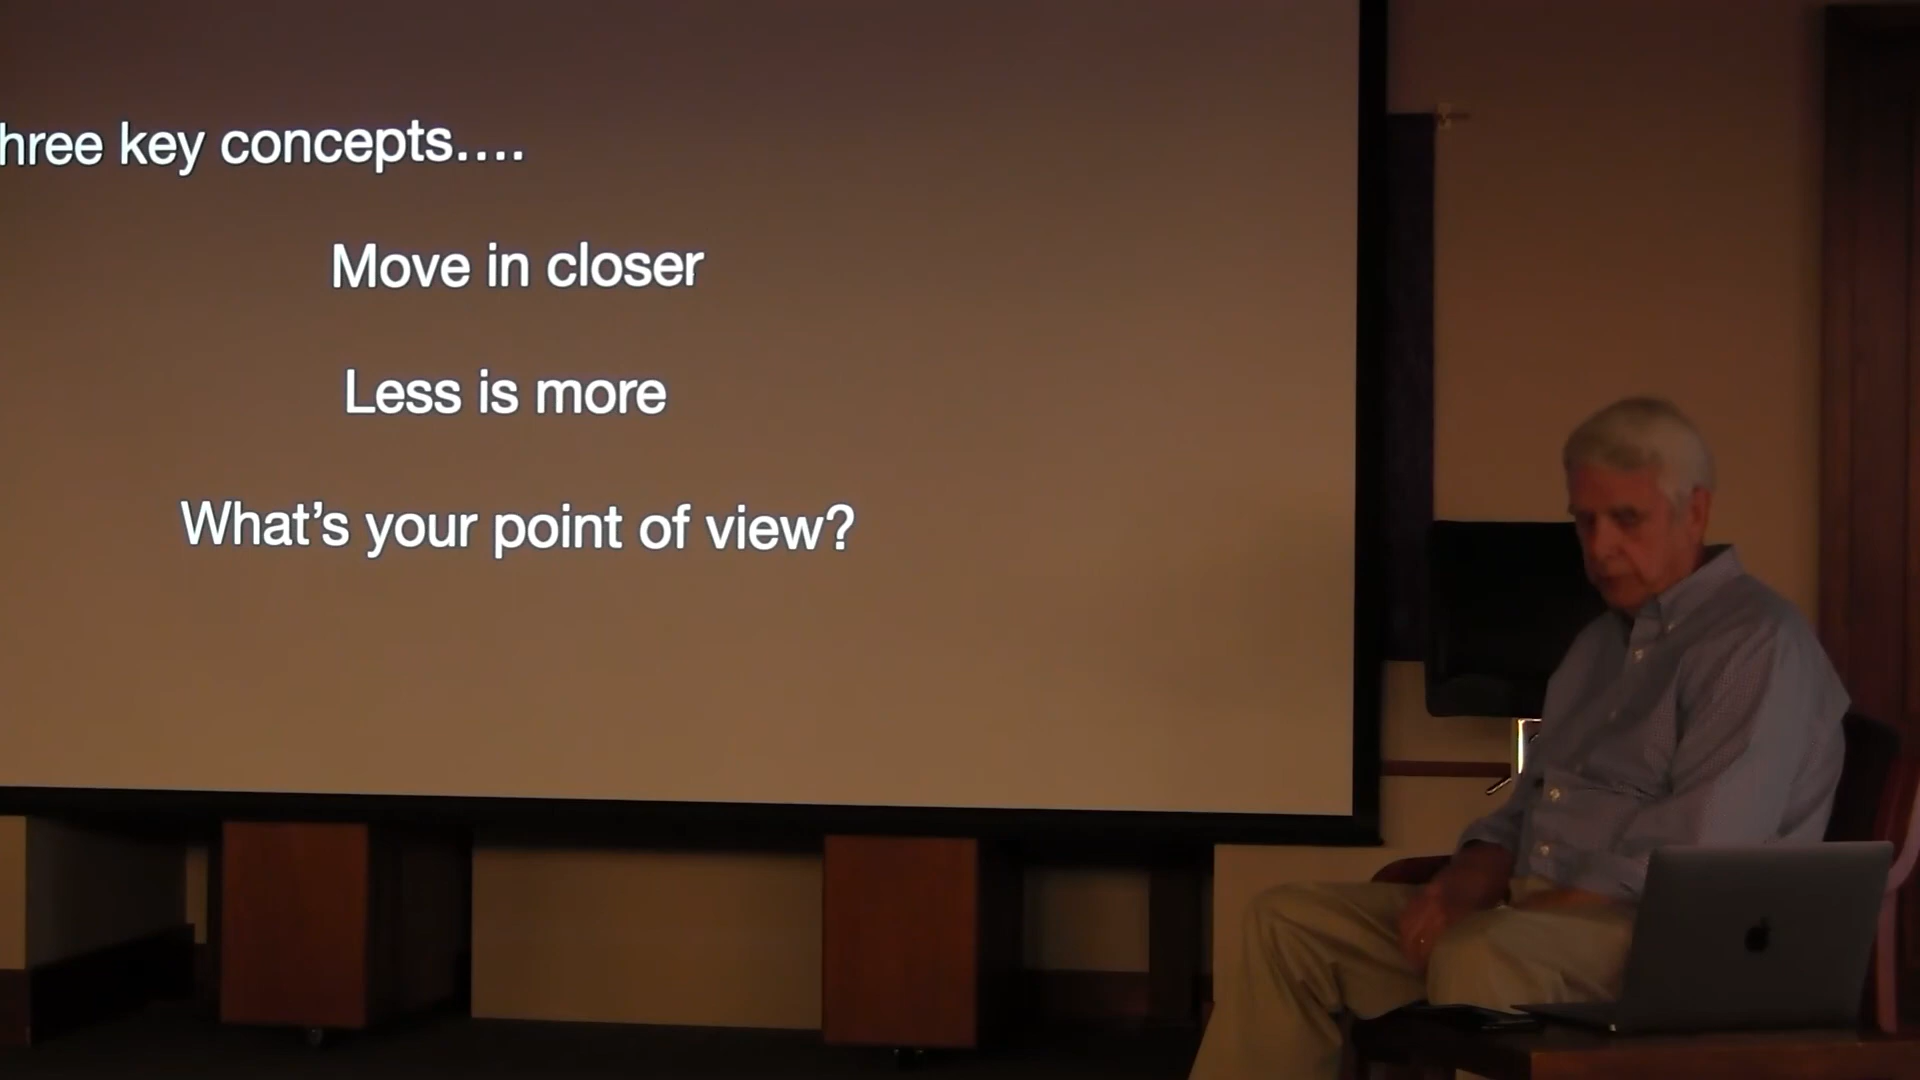 hree key concepts....
Move in closer
Less is more
What's your point of view?